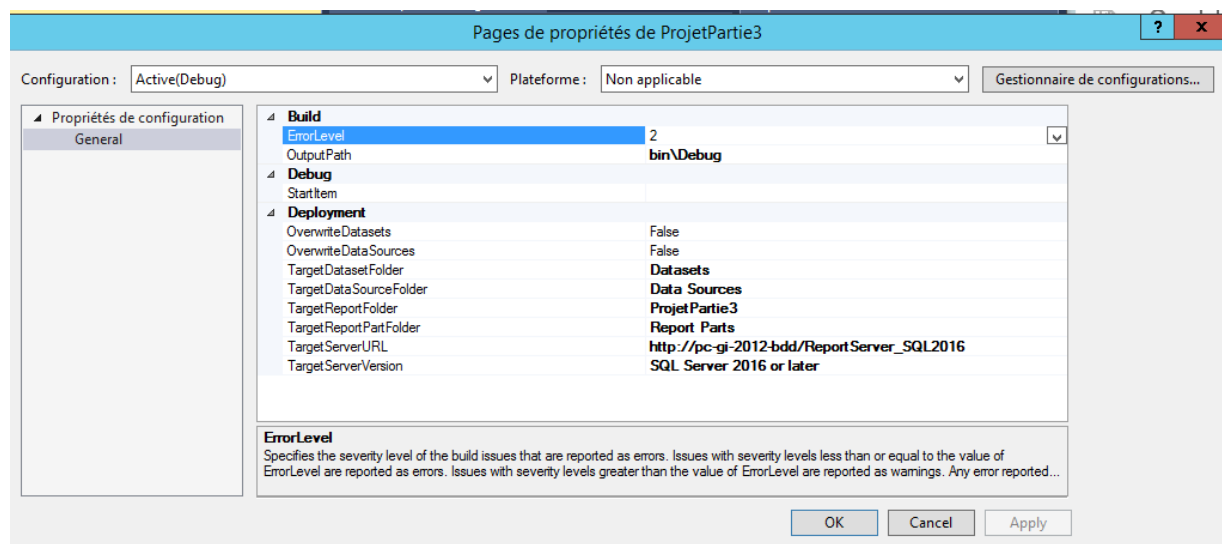 Pages de propriétés de ProjetPartie3
? x
Configuration : Active(Debug) Plateforme : Non applicable Gestionnaire de configurations...
Propriétés de configuration
General
Build
ErrorLevel 2
OutputPath bin\Debug
Debug
StartItem
Deployment
OverwriteDatasets False
OverwriteDataSources False
TargetDatasetFolder Datasets
TargetDataSourceFolder Data Sources
TargetReportFolder ProjetPartie3
TargetReportPartFolder Report Parts
TargetServerURL http://pc-gi-2012-bdd/ReportServer_SQL2016
TargetServerVersion SQL Server 2016 or later
ErrorLevel
Specifies the severity level of the build issues that are reported as errors. Issues with severity levels less than or equal to the value of
ErrorLevel are reported as errors. Issues with severity levels greater than the value of ErrorLevel are reported as warnings. Any error reported...
OK Cancel Apply